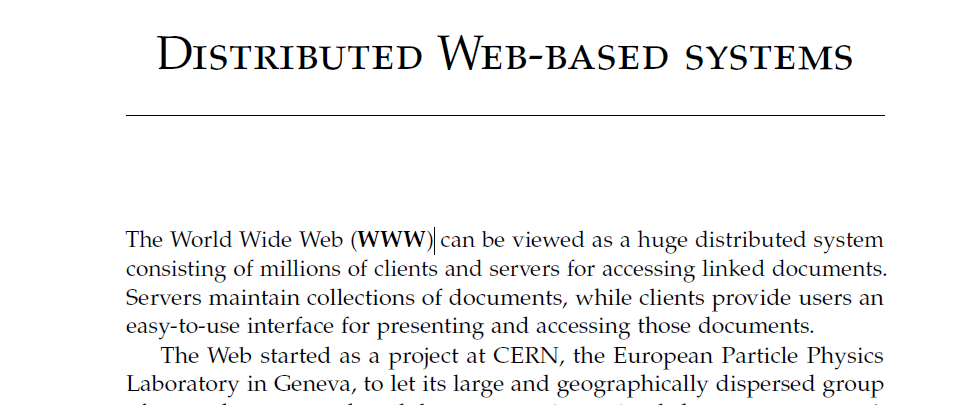 Distributed Web-based systems
The World Wide Web (WWW) can be viewed as a huge distributed system
consisting of millions of clients and servers for accessing linked documents.
Servers maintain collections of documents, while clients provide users an
easy-to-use interface for presenting and accessing those documents.
The Web started as a project at CERN, the European Particle Physics
Laboratory in Geneva, to let its large and geographically dispersed group